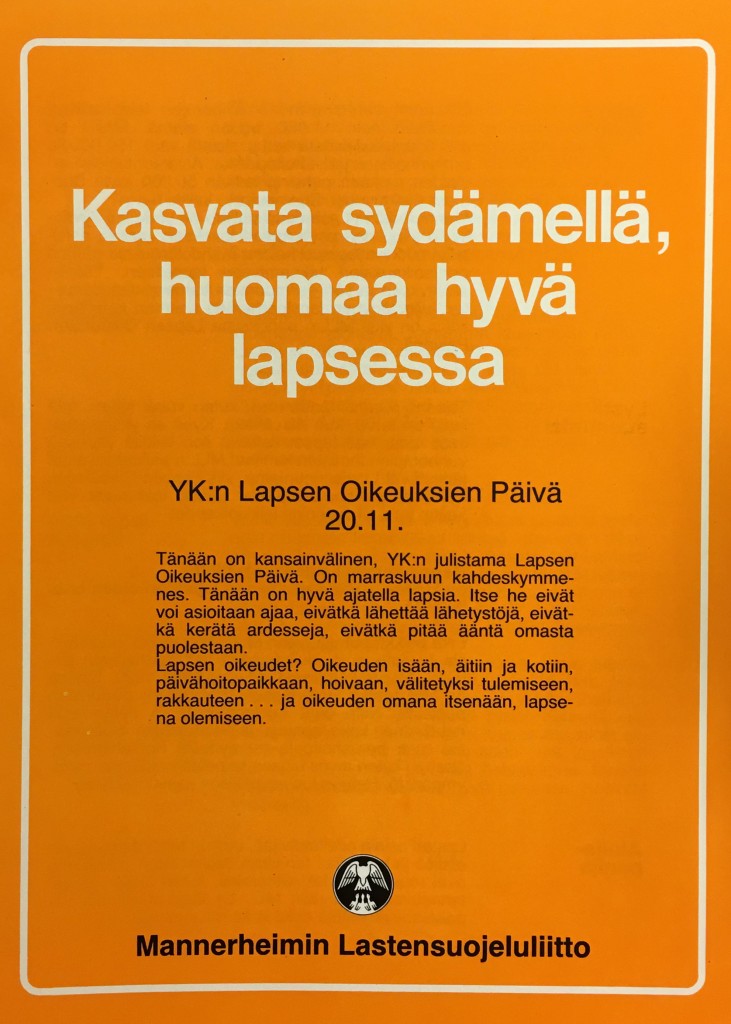 Kasvata sydämellä,
huomaa hyvä
lapsessa
YK:n Lapsen Oikeuksien Päivä
20.11.
Tänään on kansainvälinen, YK:n julistama Lapsen
Oikeuksien Päivä. On marraskuun kahdeskymme-
nes. Tänään on hyvä ajatella lapsia. Itse he eivät
voi asioitaan ajaa, eivätkä lähettää lähetystöjä, eivät-
kä kerätä ardesseja, eivätkä pitää ääntä omasta
puolestaan.
Lapsen oikeudet? Oikeuden isään, äitiin ja kotiin,
päivähoitopaikkaan, hoivaan, välitetyksi tulemiseen,
rakkauteen . . . ja oikeuden omana itsenään, lapse-
na olemiseen.
Mannerheimin Lastensuojeluliitto